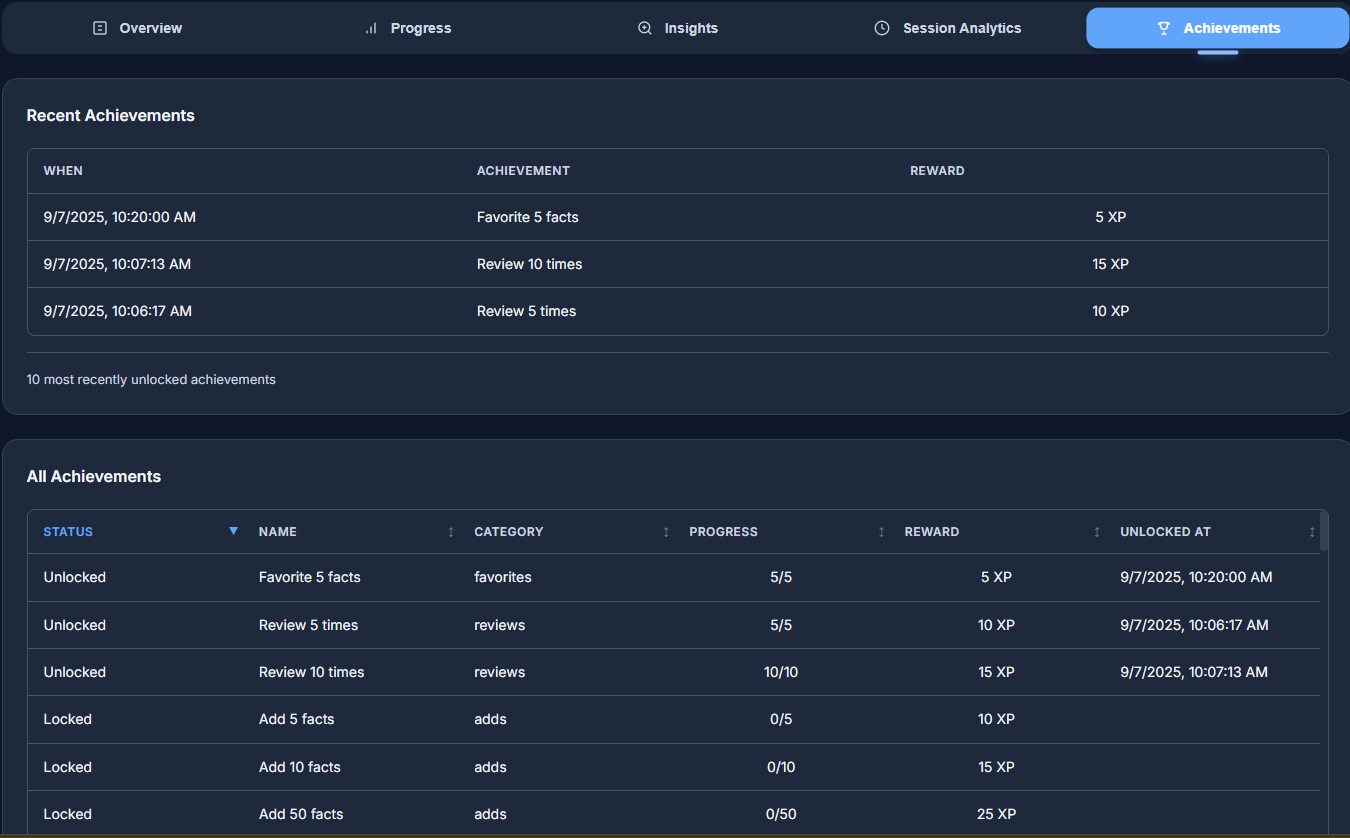 Overview Progress Insights Session Analytics Achievements
Recent Achievements
WHEN ACHIEVEMENT REWARD
9/7/2025, 10:20:00 AM Favorite 5 facts 5 XP
9/7/2025, 10:07:13 AM Review 10 times 15 XP
9/7/2025, 10:06:17 AM Review 5 times 10 XP
10 most recently unlocked achievements
All Achievements
STATUS NAME CATEGORY PROGRESS REWARD UNLOCKED AT
Unlocked Favorite 5 facts favorites 5/5 5 XP 9/7/2025, 10:20:00 AM
Unlocked Review 5 times reviews 5/5 10 XP 9/7/2025, 10:06:17 AM
Unlocked Review 10 times reviews 10/10 15 XP 9/7/2025, 10:07:13 AM
Locked Add 5 facts adds 0/5 10 XP
Locked Add 10 facts adds 0/10 15 XP
Locked Add 50 facts adds 0/50 25 XP